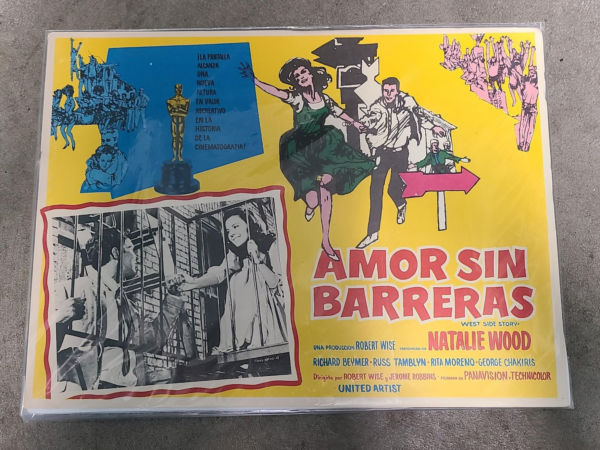 ¡LA PANTALLA
ALCANZA
UNA
NUEVA
ALTURA
EN VALOR
RECREATIVO
EN LA
HISTORIA
DE LA
CINEMATOGRAFIA!
AMOR SIN
BARRERAS
WEST SIDE STORY
UNA PRODUCCION ROBERT WISE NATALIE WOOD
RICHARD BEYMER·RUSS TAMBLYN·RITA MORENO·GEORGE CHAKIRIS
Dirigida por ROBERT WISE y JEROME ROBBINS· PANAVISION·TECHNICOLOR
UNITED ARTIST